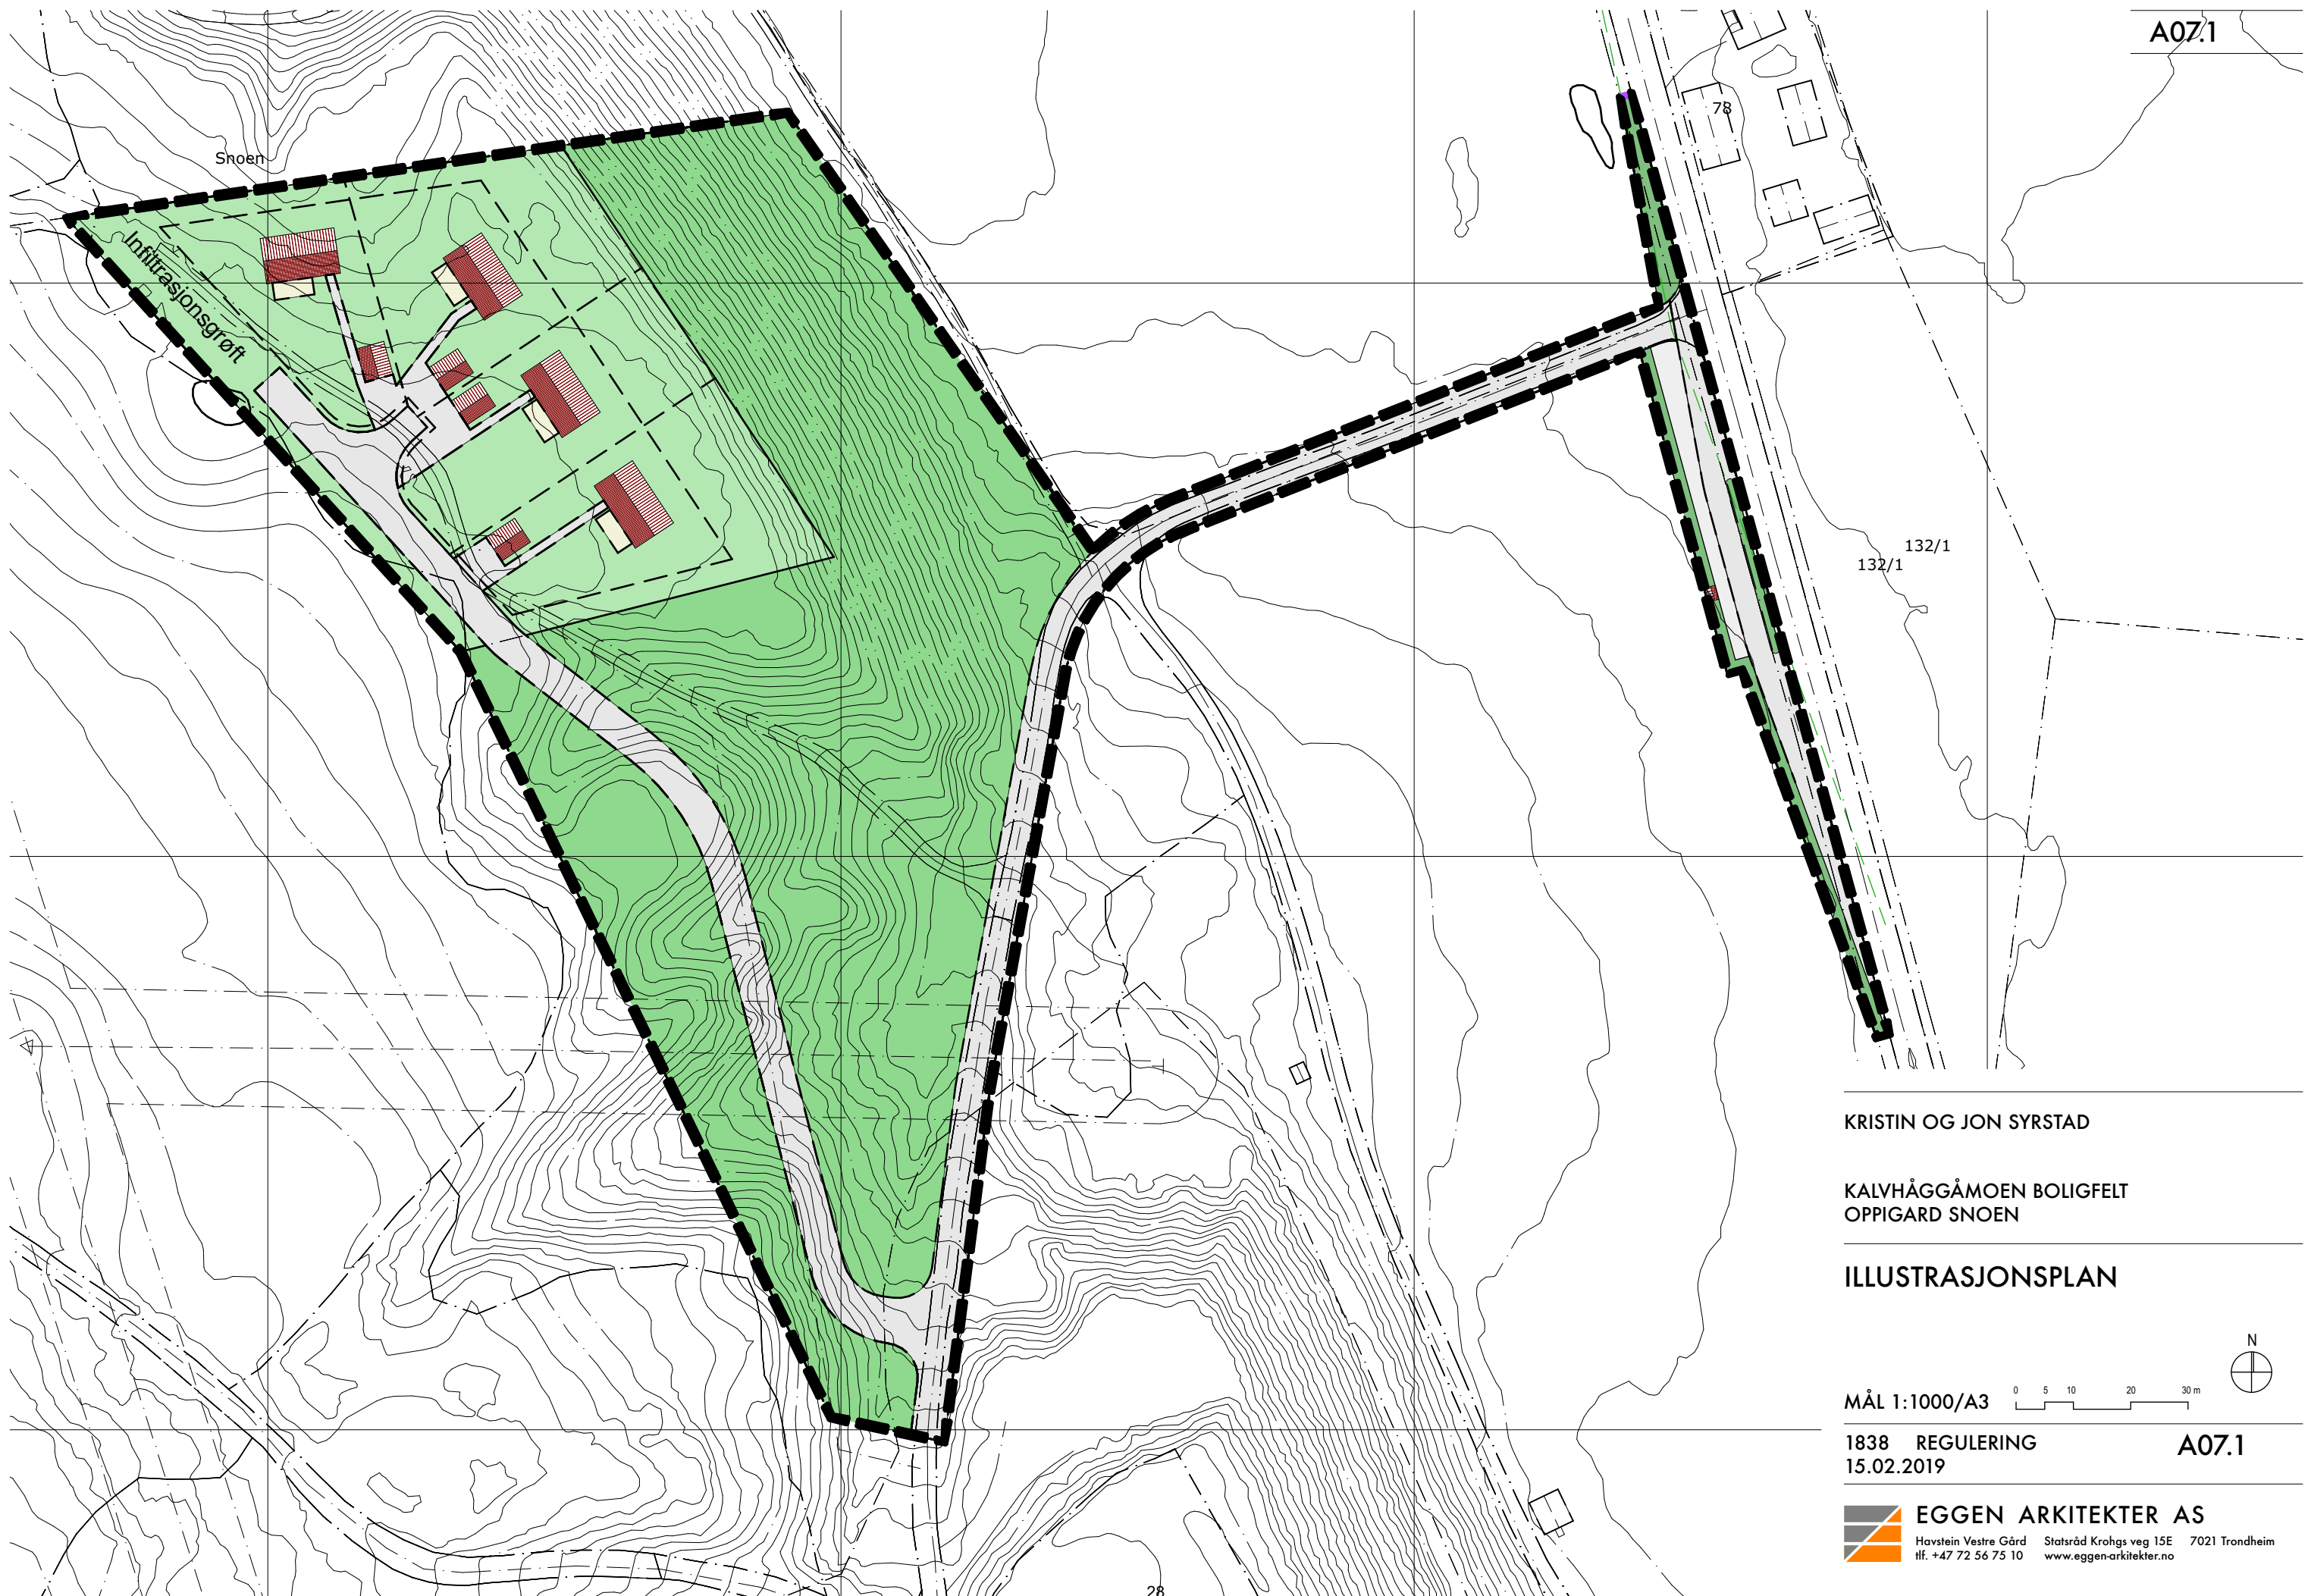 A07.1
78
Snoen
Infiltrasjonsgrøft
132/1
132/1
KRISTIN OG JON SYRSTAD
KALVHÅGGÅMOEN BOLIGFELT
OPPIGARD SNOEN
ILLUSTRASJONSPLAN
N
MÅL 1:1000/A3 0 5 10 20 30 m
1838 REGULERING A07.1
15.02.2019
EGGEN ARKITEKTER AS
Havstein Vestre Gård Statsråd Krohgs veg 15E 7021 Trondheim
tlf. +47 72 56 75 10 www.eggen-arkitekter.no
28